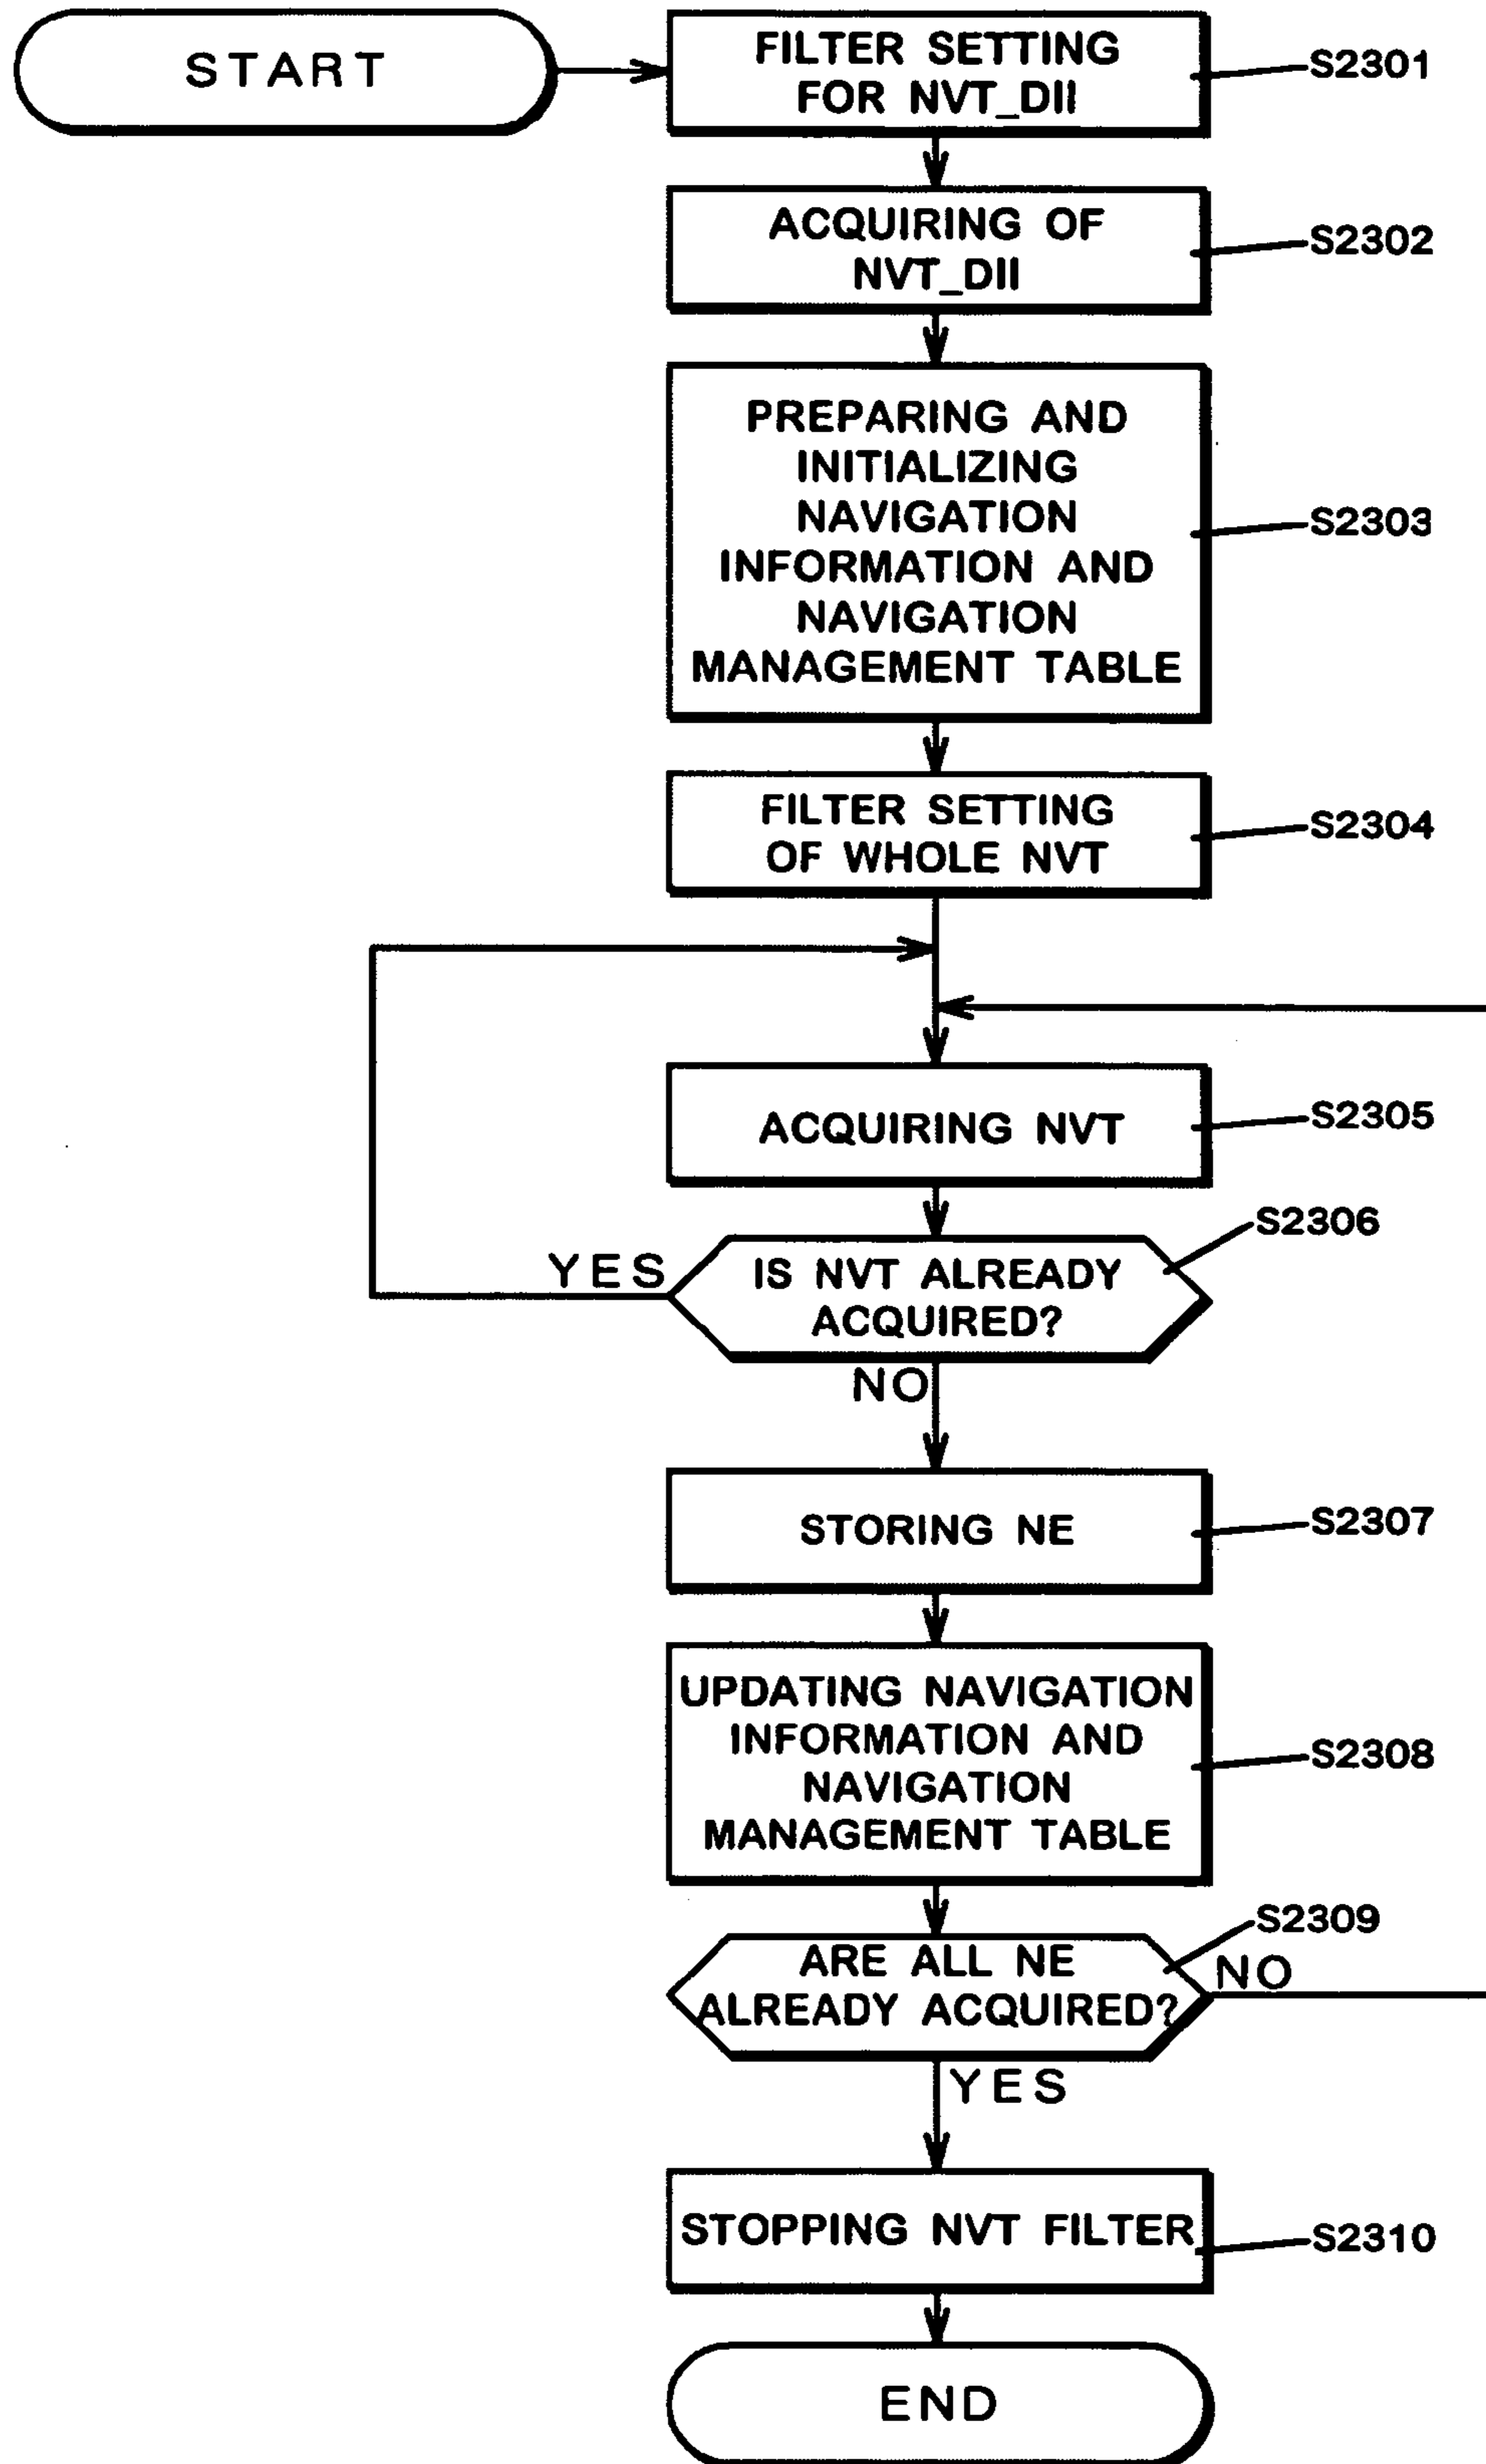 START
FILTER SETTING
FOR NVT_DII
S2301
ACQUIRING OF
NVT_DII
S2302
PREPARING AND
INITIALIZING
NAVIGATION
INFORMATION AND
NAVIGATION
MANAGEMENT TABLE
S2303
FILTER SETTING
OF WHOLE NVT
S2304
ACQUIRING NVT
S2305
S2306
YES
IS NVT ALREADY
ACQUIRED?
NO
STORING NE
S2307
UPDATING NAVIGATION
INFORMATION AND
NAVIGATION
MANAGEMENT TABLE
S2308
S2309
ARE ALL NE
ALREADY ACQUIRED?
NO
YES
STOPPING NVT FILTER
S2310
END